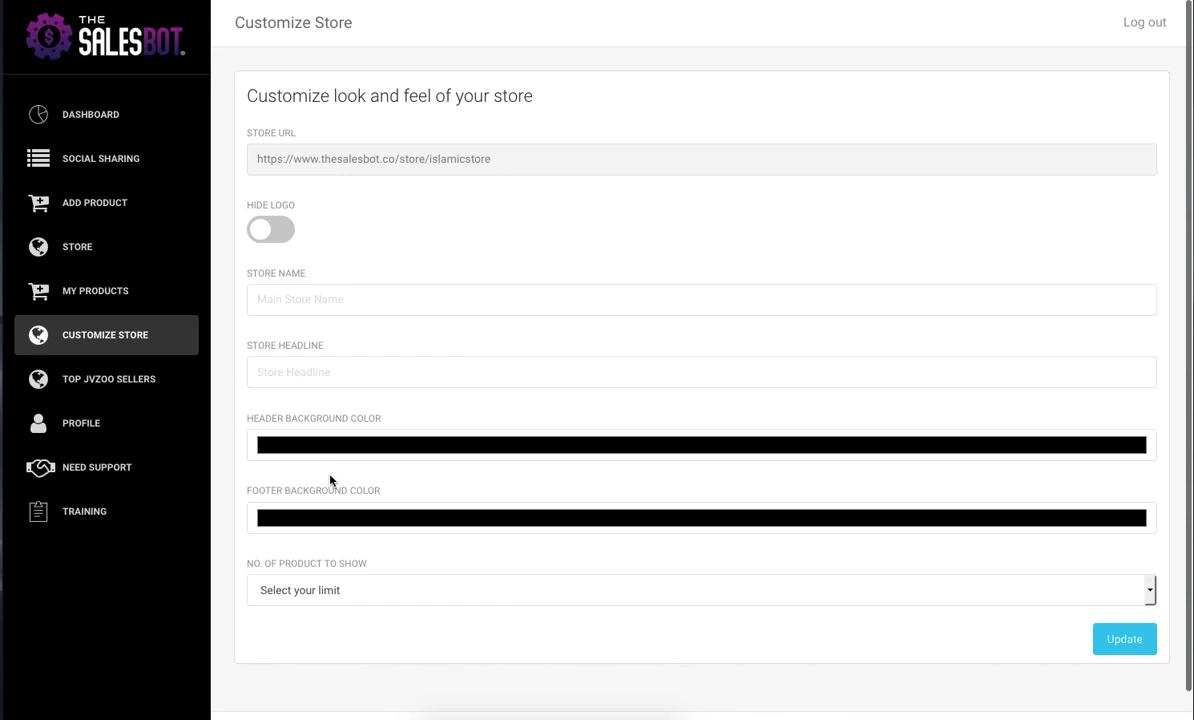 THE
SALESBOT.
Customize Store
Log out
DASHBOARD
SOCIAL SHARING
ADD PRODUCT
STORE
MY PRODUCTS
CUSTOMIZE STORE
TOP JVZOO SELLERS
PROFILE
NEED SUPPORT
TRAINING
Customize look and feel of your store
STORE URL
https://www.thesalesbot.co/store/islamicstore
HIDE LOGO
STORE NAME
Main Store Name
STORE HEADLINE
Store Headline
HEADER BACKGROUND COLOR
FOOTER BACKGROUND COLOR
NO. OF PRODUCT TO SHOW
Select your limit
Update